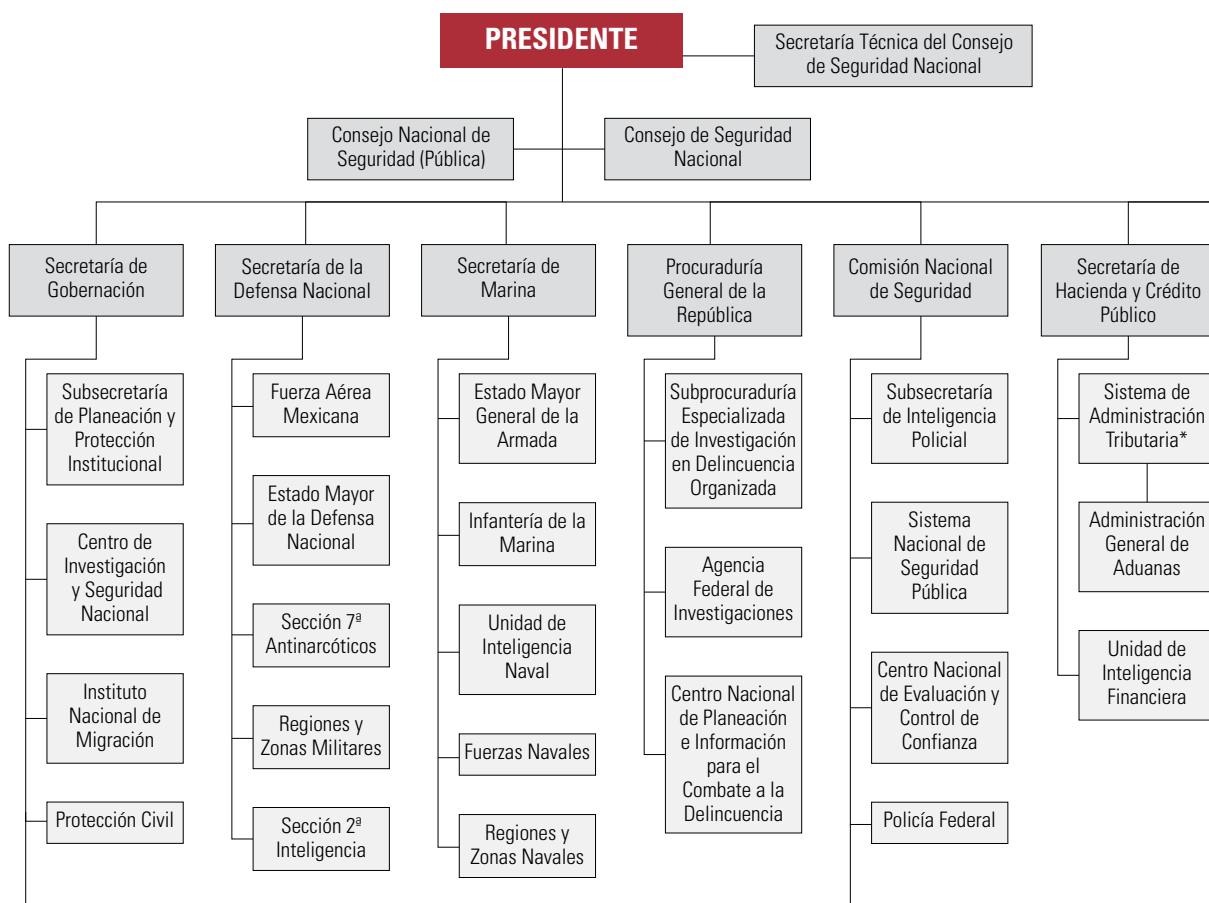 PRESIDENTE
Secretaría Técnica del Consejo
de Seguridad Nacional
Consejo Nacional de
Seguridad (Pública)
Consejo de Seguridad
Nacional
Secretaría de
Gobernación
Secretaría de la
Defensa Nacional
Secretaría de
Marina
Procuraduría
General de la
República
Comisión Nacional
de Seguridad
Secretaría de
Hacienda y Crédito
Público
Subsecretaría
de Planeación y
Protección
Institucional
Centro de
Investigación
y Seguridad
Nacional
Instituto
Nacional de
Migración
Protección Civil
Fuerza Aérea
Mexicana
Estado Mayor
de la Defensa
Nacional
Sección 7ª
Antinarcóticos
Regiones y
Zonas Militares
Sección 2ª
Inteligencia
Estado Mayor
General de la
Armada
Infantería de la
Marina
Unidad de
Inteligencia
Naval
Fuerzas Navales
Regiones y
Zonas Navales
Subprocuraduría
Especializada
de Investigación
en Delincuencia
Organizada
Agencia
Federal de
Investigaciones
Centro Nacional
de Planeación
e Información
para el
Combate a la
Delincuencia
Subsecretaría
de Inteligencia
Policial
Sistema
Nacional de
Seguridad
Pública
Centro Nacional
de Evaluación y
Control de
Confianza
Policía Federal
Sistema de
Administración
Tributaria*
Administración
General de
Aduanas
Unidad de
Inteligencia
Financiera